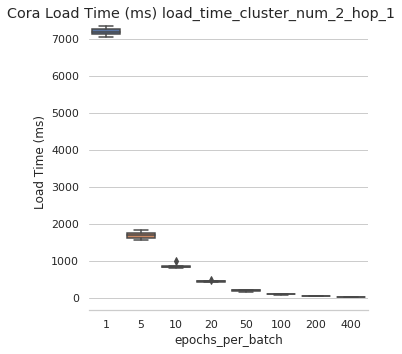 Cora Load Time (ms) load_time_cluster_num_2_hop_1
7000
6000
5000
4000
3000
2000
1000
0
Load Time (ms)
1 5 10 20 50 100 200 400
epochs_per_batch